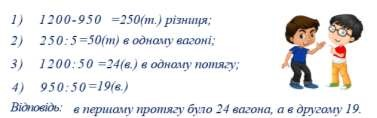 1) 1200-950 =250(т.) різниця;
2) 250:5=50(т) в одному вагоні;
3) 1200:50 =24(в.) в одному потягу;
4) 950:50=19(в.)
Відповідь: в першому протягу було 24 вагона, а в другому 19.